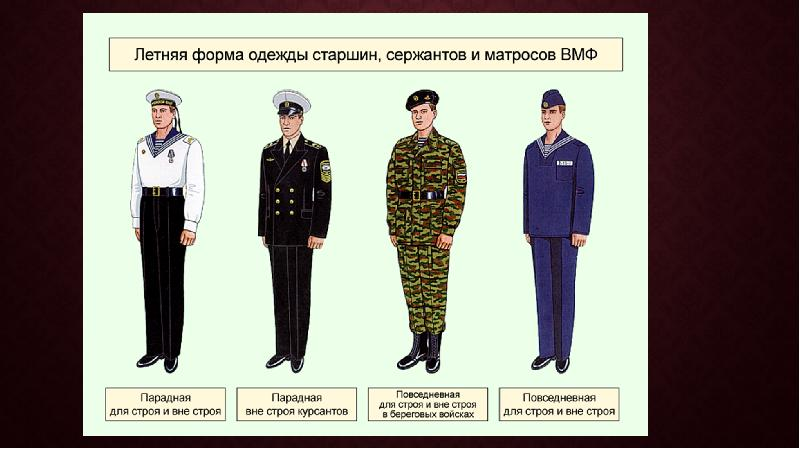 Летняя форма одежды старшин, сержантов и матросов ВМФ
Парадная
для строя и вне строя
Парадная
вне строя курсантов
Повседневная
для строя и вне строя
в береговых войсках
Повседневная
для строя и вне строя